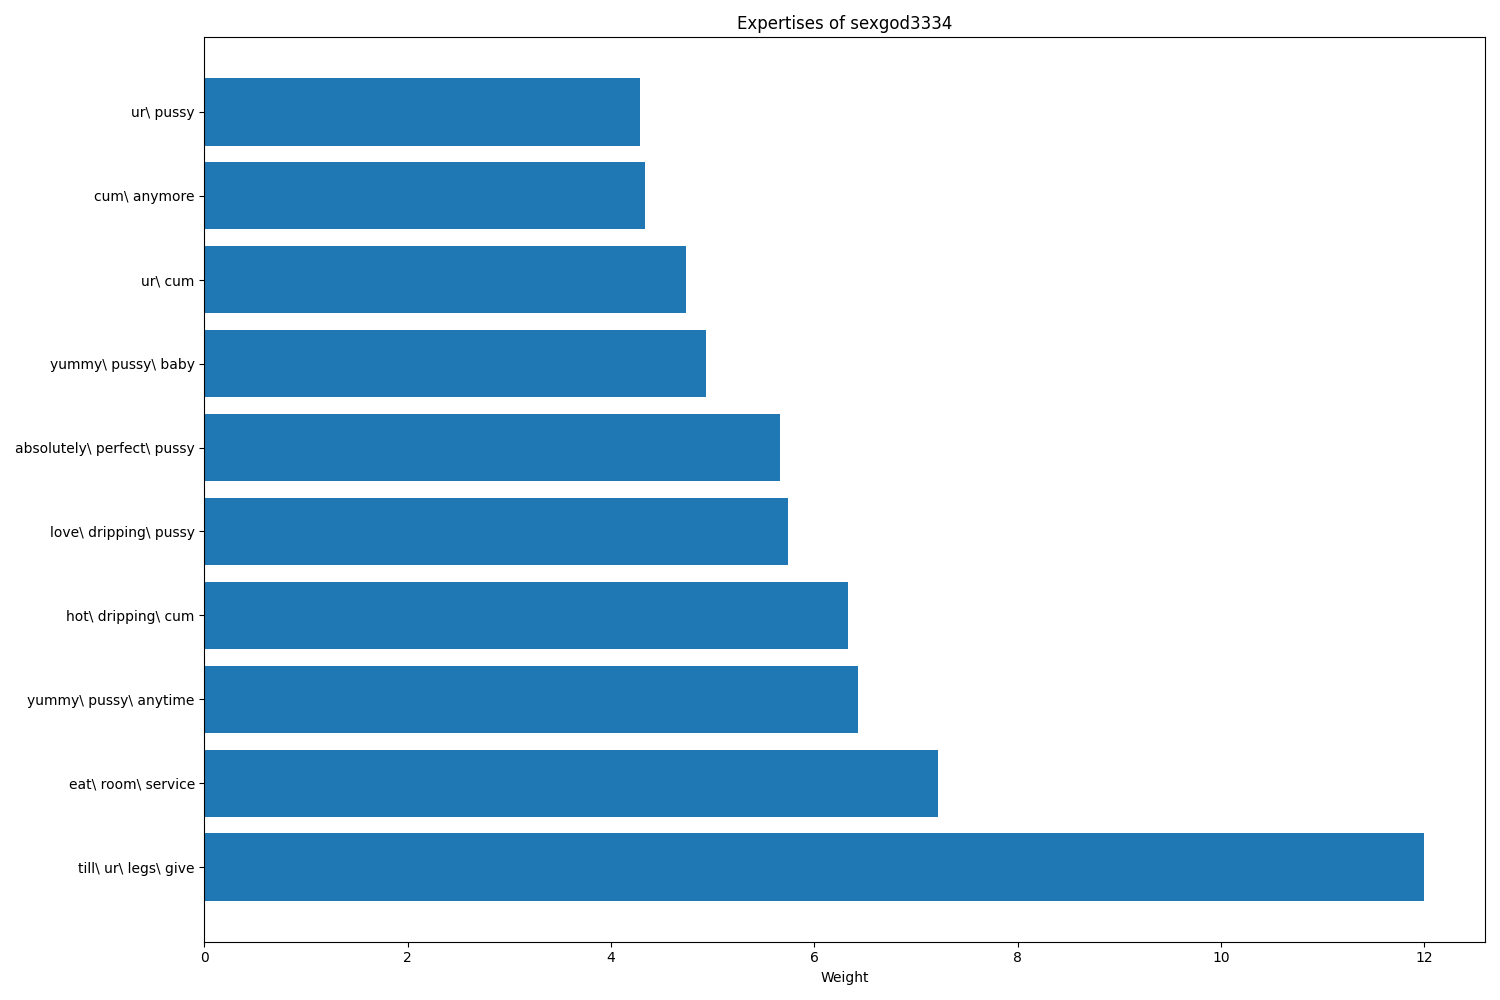 Expertises of sexgod3334
ur\ pussy
cum\ anymore
ur\ cum
yummy\ pussy\ baby
absolutely\ perfect\ pussy
love\ dripping\ pussy
hot\ dripping\ cum
yummy\ pussy\ anytime
eat\ room\ service
till\ ur\ legs\ give
0 2 4 6 8 10 12
Weight